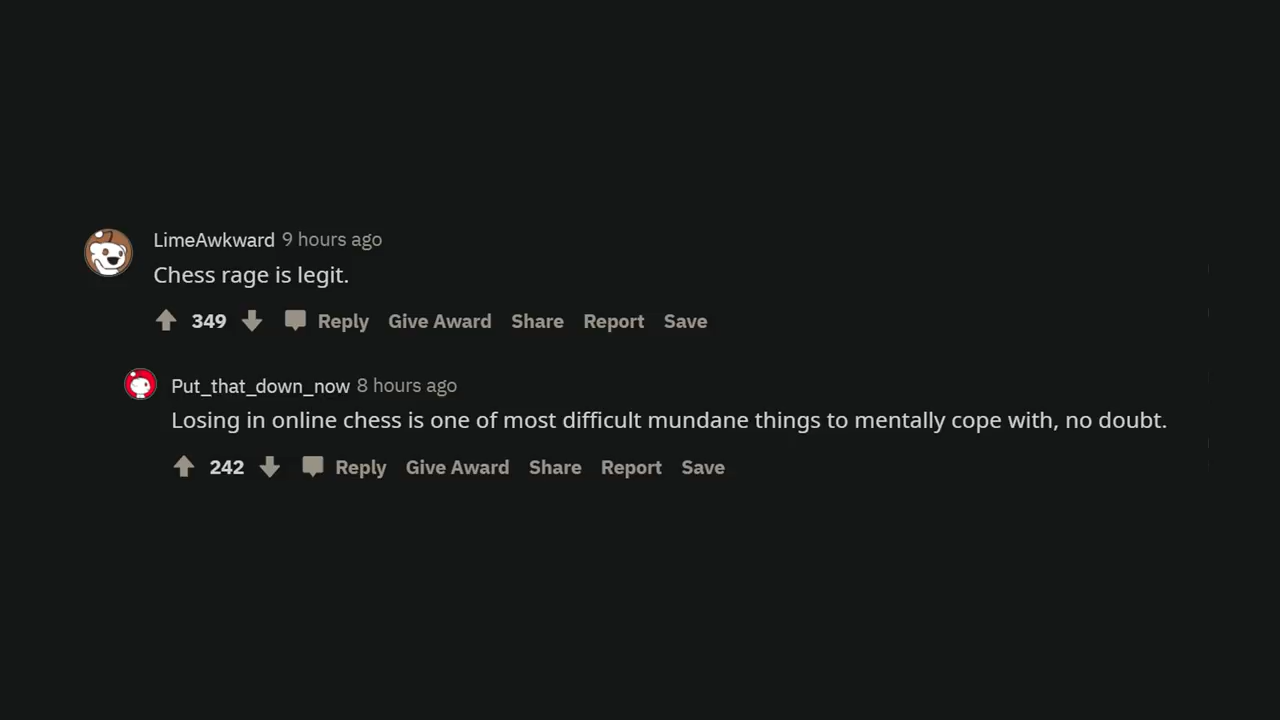 LimeAwkward 9 hours ago
Chess rage is legit.
349 Reply Give Award Share Report Save
Put_that_down_now 8 hours ago
Losing in online chess is one of most difficult mundane things to mentally cope with, no doubt.
242 Reply Give Award Share Report Save